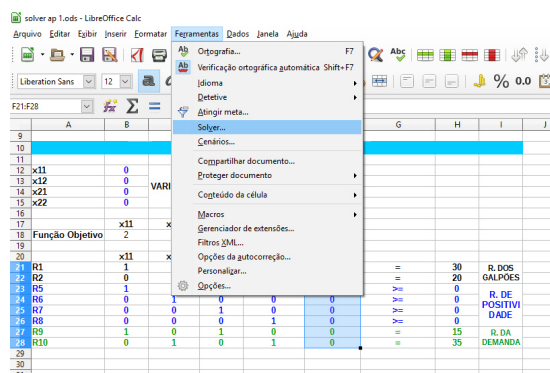 solver ap 1.ods - LibreOffice Calc
Arquivo Editar Exibir Inserir Formatar Ferramentas Dados Janela Ajuda
Liberation Sans 12 a % 0.0
F21:F28 Σ =
Ortografia... F7
Verificação ortográfica automática Shift+F7
Idioma
Detetive
Atingir meta...
Solver...
Cenários...
Compartilhar documento...
Proteger documento
Conteúdo da célula
Macros
Gerenciador de extensões...
Filtros XML...
Opções da autocorreção...
Personalizar...
Opções...
A B G H I J
9
10
11
12 x11 0
13 x12 0 VARI
14 x21 0
15 x22 0
16
17 x11 x
18 Função Objetivo 2
19
20 x11 x
21 R1 1 = 30 R. DOS
22 R2 0 = 20 GALPÕES
23 R5 1 >= 0
24 R6 0 1 0 0 0 >= 0 R. DE
25 R7 0 0 1 0 0 >= 0 POSITIVI
26 R8 0 0 0 1 0 >= 0 DADE
27 R9 1 0 1 0 0 = 15 R. DA
28 R10 0 1 0 1 0 = 35 DEMANDA
29
30